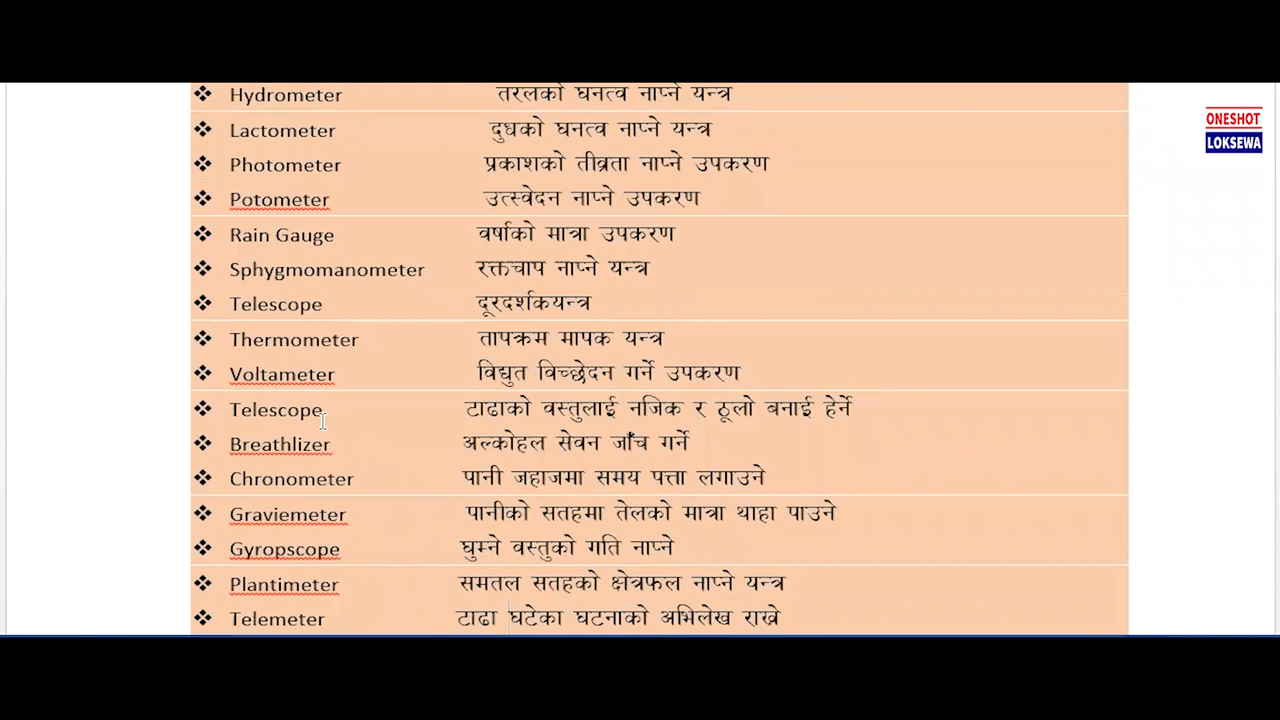 Hydrometer तरलको घनत्व नाप्ने यन्त्र
ONESHOT
LOKSEWA
Lactometer दुधको घनत्व नाप्ने यन्त्र
Photometer प्रकाशको तीव्रता नाप्ने उपकरण
Potometer उत्स्वेदन नाप्ने उपकरण
Rain Gauge वर्षाको मात्रा उपकरण
Sphygmomanometer रक्तचाप नाप्ने यन्त्र
Telescope दूरदर्शकयन्त्र
Thermometer तापक्रम मापक यन्त्र
Voltameter विद्युत विच्छेदन गर्ने उपकरण
Telescope टाढाको वस्तुलाई नजिक र ठूलो बनाई हेर्ने
Breathlizer अल्कोहल सेवन जाँच गर्ने
Chronometer पानी जहाजमा समय पत्ता लगाउने
Graviemeter पानीको सतहमा तेलको मात्रा थाहा पाउने
Gyropscope घुम्ने वस्तुको गति नाप्ने
Plantimeter समतल सतहको क्षेत्रफल नाप्ने यन्त्र
Telemeter टाढा घटेका घटनाको अभिलेख राख्ने